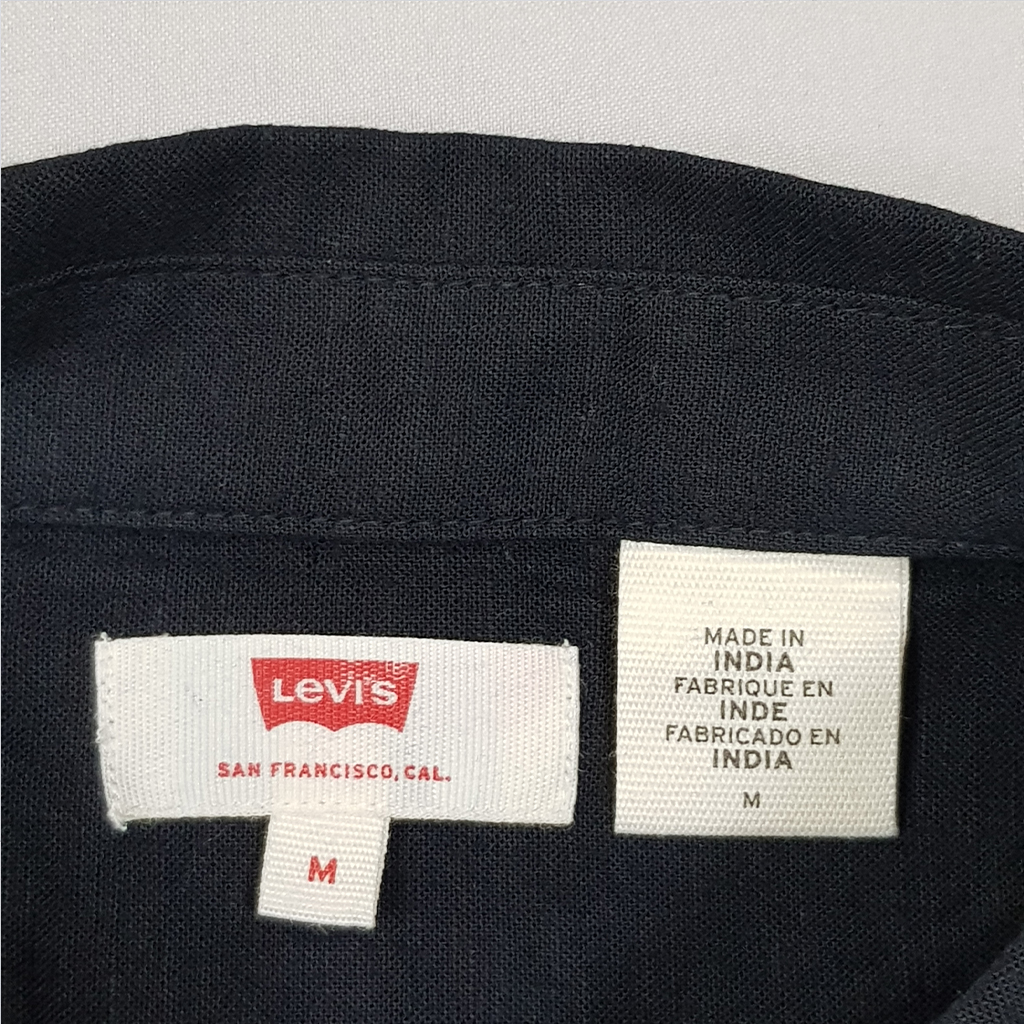 Levi's
SAN FRANCISCO, CAL.
M
MADE IN
INDIA
FABRIQUE EN
INDE
FABRICADO EN
INDIA
M